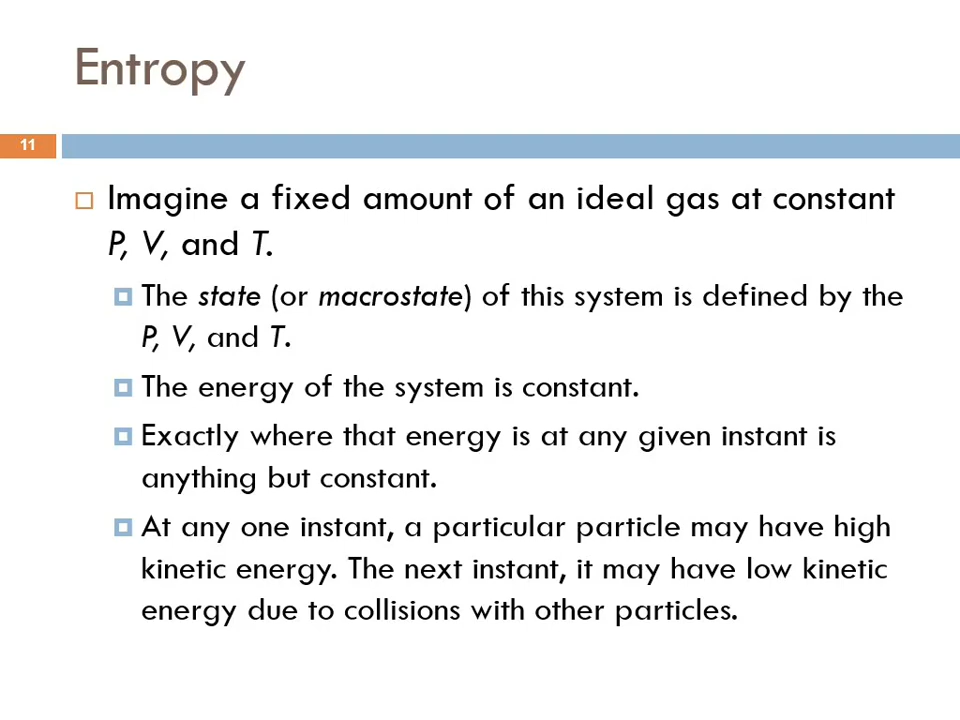 Entropy
11
Imagine a fixed amount of an ideal gas at constant
P, V, and T.
The state (or macrostate) of this system is defined by the
P, V, and T.
The energy of the system is constant.
Exactly where that energy is at any given instant is
anything but constant.
At any one instant, a particular particle may have high
kinetic energy. The next instant, it may have low kinetic
energy due to collisions with other particles.